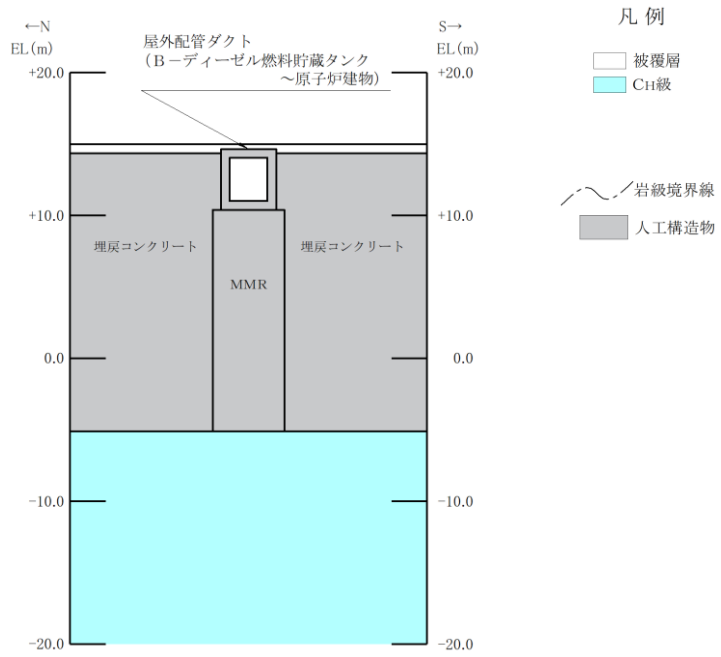 ←N
EL(m)
S→
EL(m)
凡 例
屋外配管ダクト
(B－ディーゼル燃料貯蔵タンク
～原子炉建物)
被覆層
CH級
岩級境界線
人工構造物
+20.0
+20.0
+10.0
+10.0
埋戻コンクリート
埋戻コンクリート
MMR
0.0
0.0
−10.0
−10.0
−20.0
−20.0